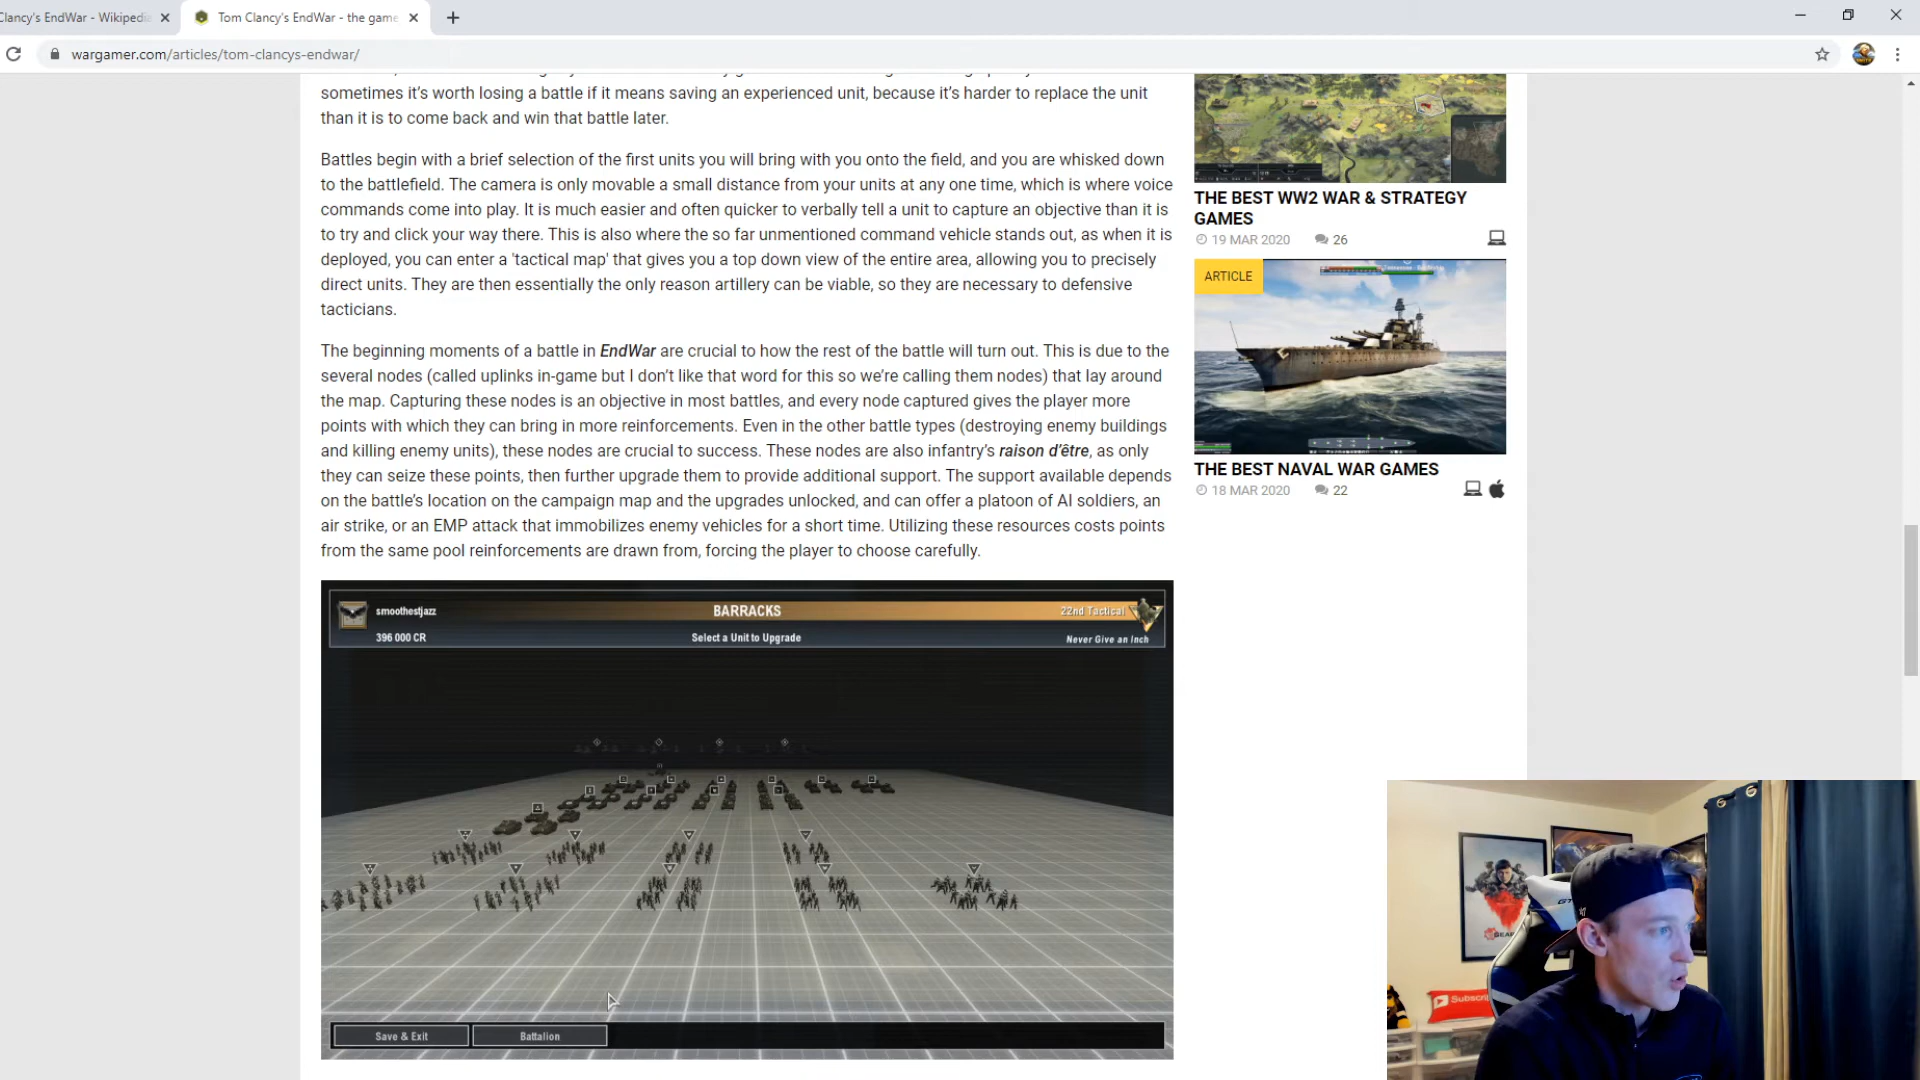 Clancy's EndWar - Wikipedia
Tom Clancy's EndWar - the game
wargamer.com/articles/tom-clancys-endwar/
sometimes it's worth losing a battle if it means saving an experienced unit, because it's harder to replace the unit
than it is to come back and win that battle later.
Battles begin with a brief selection of the first units you will bring with you onto the field, and you are whisked down
to the battlefield. The camera is only movable a small distance from your units at any one time, which is where voice
commands come into play. It is much easier and often quicker to verbally tell a unit to capture an objective than it is
to try and click your way there. This is also where the so far unmentioned command vehicle stands out, as when it is
deployed, you can enter a 'tactical map' that gives you a top down view of the entire area, allowing you to precisely
direct units. They are then essentially the only reason artillery can be viable, so they are necessary to defensive
tacticians.
The beginning moments of a battle in EndWar are crucial to how the rest of the battle will turn out. This is due to the
several nodes (called uplinks in-game but I don't like that word for this so we're calling them nodes) that lay around
the map. Capturing these nodes is an objective in most battles, and every node captured gives the player more
points with which they can bring in more reinforcements. Even in the other battle types (destroying enemy buildings
and killing enemy units), these nodes are crucial to success. These nodes are also infantry's raison d'être, as only
they can seize these points, then further upgrade them to provide additional support. The support available depends
on the battle's location on the campaign map and the upgrades unlocked, and can offer a platoon of AI soldiers, an
air strike, or an EMP attack that immobilizes enemy vehicles for a short time. Utilizing these resources costs points
from the same pool reinforcements are drawn from, forcing the player to choose carefully.
smoothestjazz
BARRACKS
22nd Tactical
396 000 CR
Select a Unit to Upgrade
Never Give an Inch
Save & Exit
Battalion
THE BEST WW2 WAR & STRATEGY
GAMES
19 MAR 2020
26
ARTICLE
THE BEST NAVAL WAR GAMES
18 MAR 2020
22
GEAR
Subscri